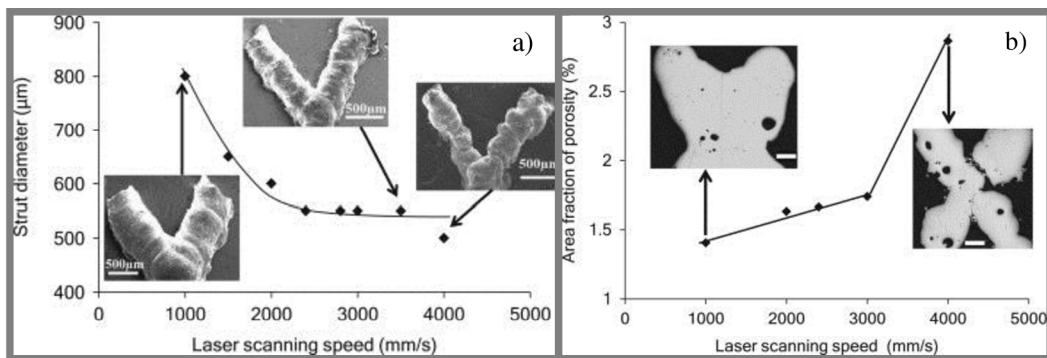 a)
Strut diameter (µm)
900
800
700
600
500
400
0
1000
2000
3000
4000
5000
Laser scanning speed (mm/s)
500µm
500µm
500µm
b)
Area fraction of porosity (%)
3
2.5
2
1.5
1
0
1000
2000
3000
4000
5000
Laser scanning speed (mm/s)